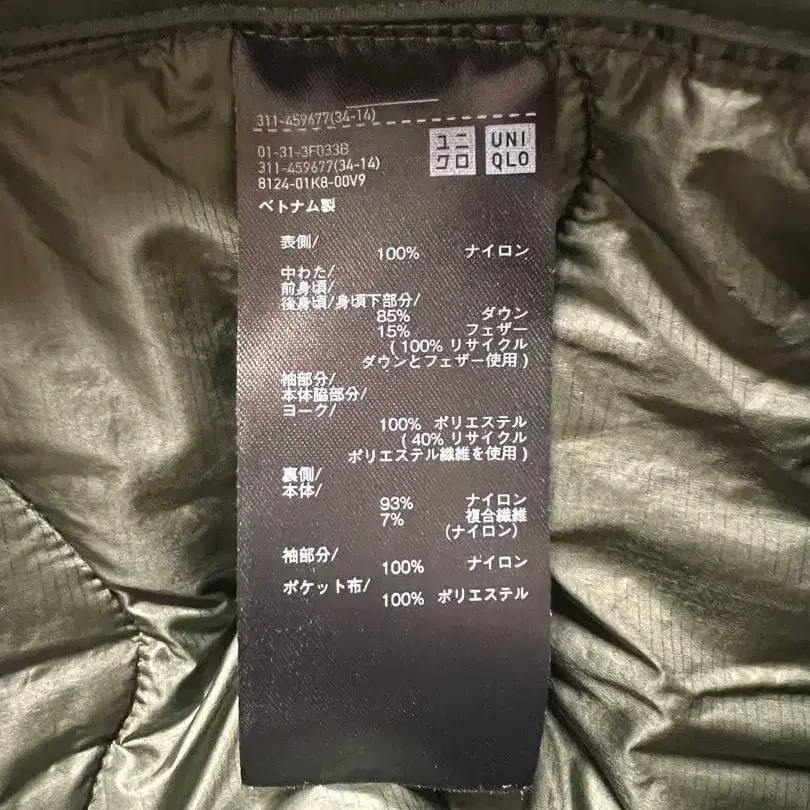 311-459677(34-14)
ユニクロ
UNIQLO
01-31-3F033B
311-459677(34-14)
8124-01K8-00V9
ベトナム製
表側/
100% ナイロン
中わた/
前身頃/
後身頃/身頃下部分/
85% ダウン
15% フェザー
( 100% リサイクル
ダウンとフェザー使用 )
袖部分/
本体脇部分/
ヨーク/
100% ポリエステル
( 40% リサイクル
ポリエステル繊維を使用 )
裏側/
本体/
93% ナイロン
7% 複合繊維
(ナイロン)
袖部分/
100% ナイロン
ポケット布/
100% ポリエステル